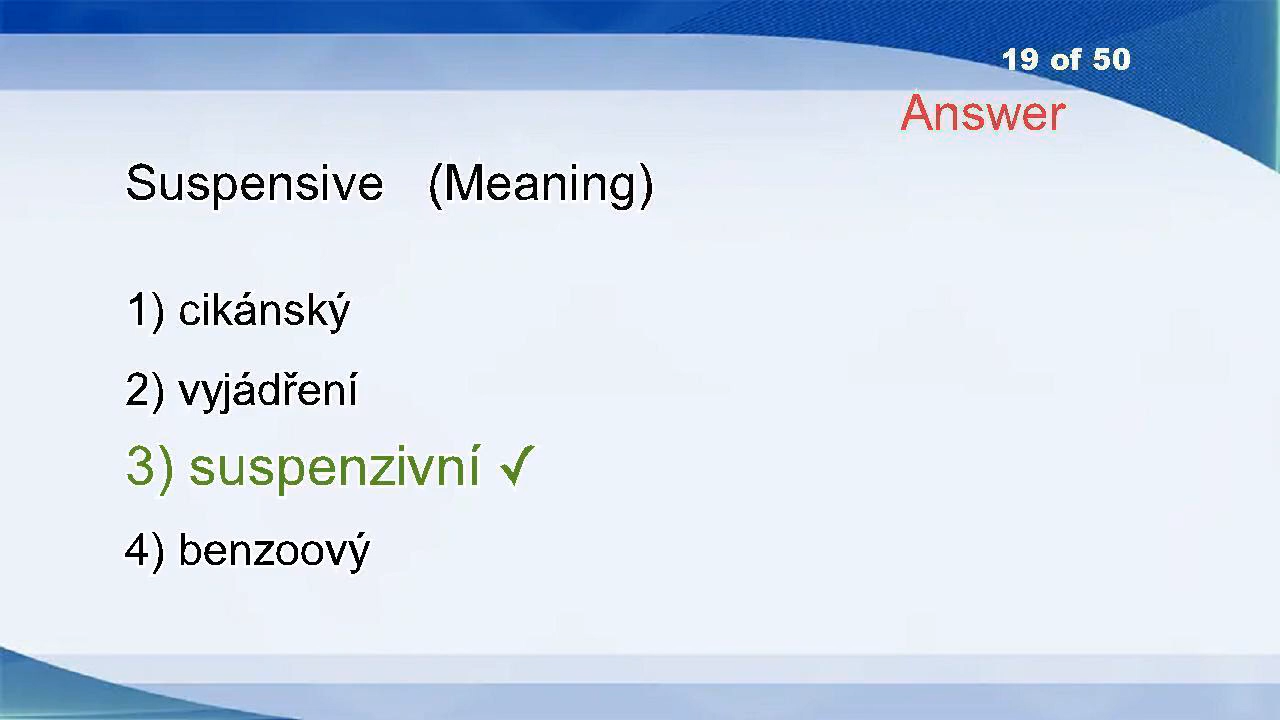 19 of 50
Answer
Suspensive (Meaning)
1) cikánský
2) vyjádření
3) suspenzivní ✓
4) benzoový